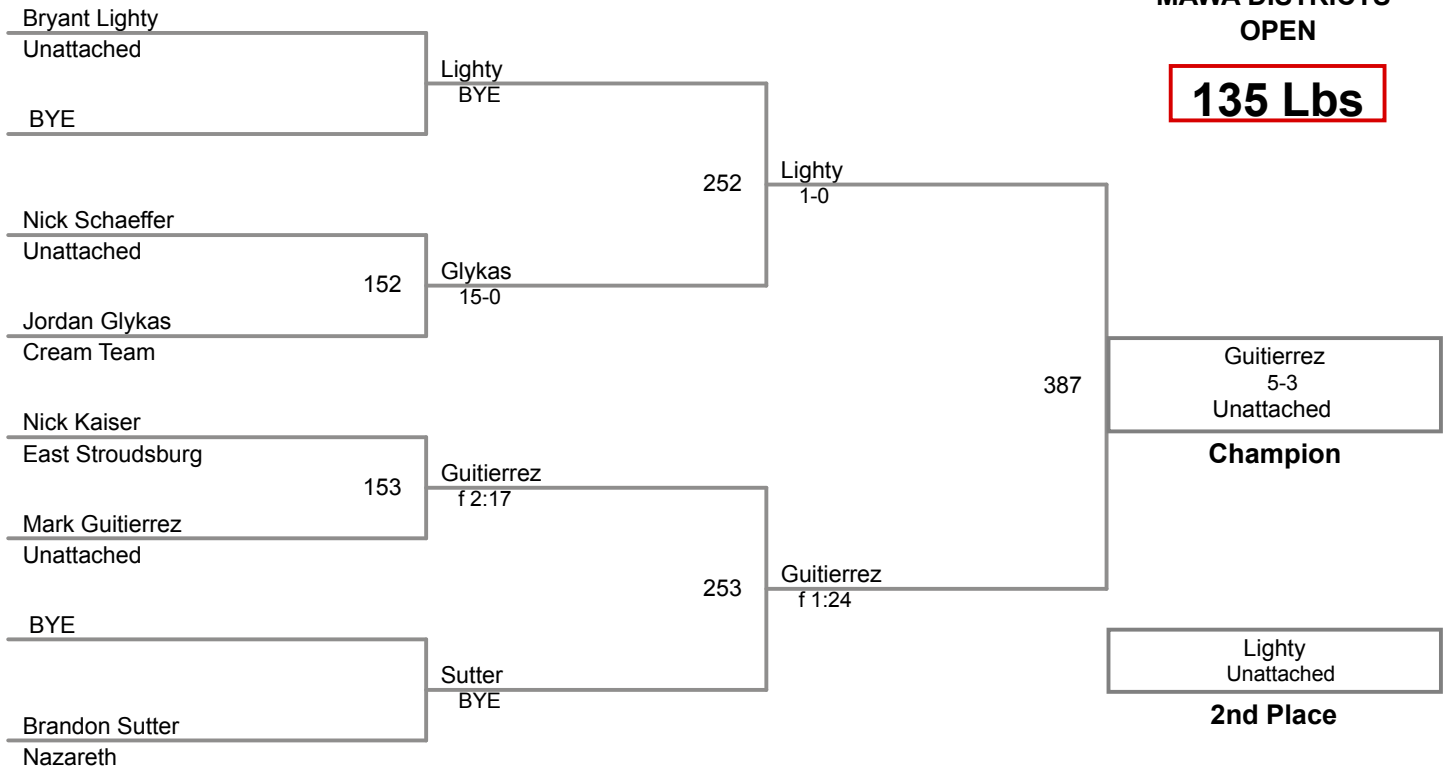 MAWA DISTRICTS
OPEN
135 Lbs
Bryant Lighty
Unattached
BYE
Lighty
BYE
Nick Schaeffer
Unattached
152
Jordan Glykas
Cream Team
Glykas
15-0
252
Lighty
1-0
Nick Kaiser
East Stroudsburg
153
Mark Guitierrez
Unattached
Guitierrez
f 2:17
BYE
Brandon Sutter
Nazareth
Sutter
BYE
253
Guitierrez
f 1:24
387
Guitierrez
5-3
Unattached
Champion
Lighty
Unattached
2nd Place